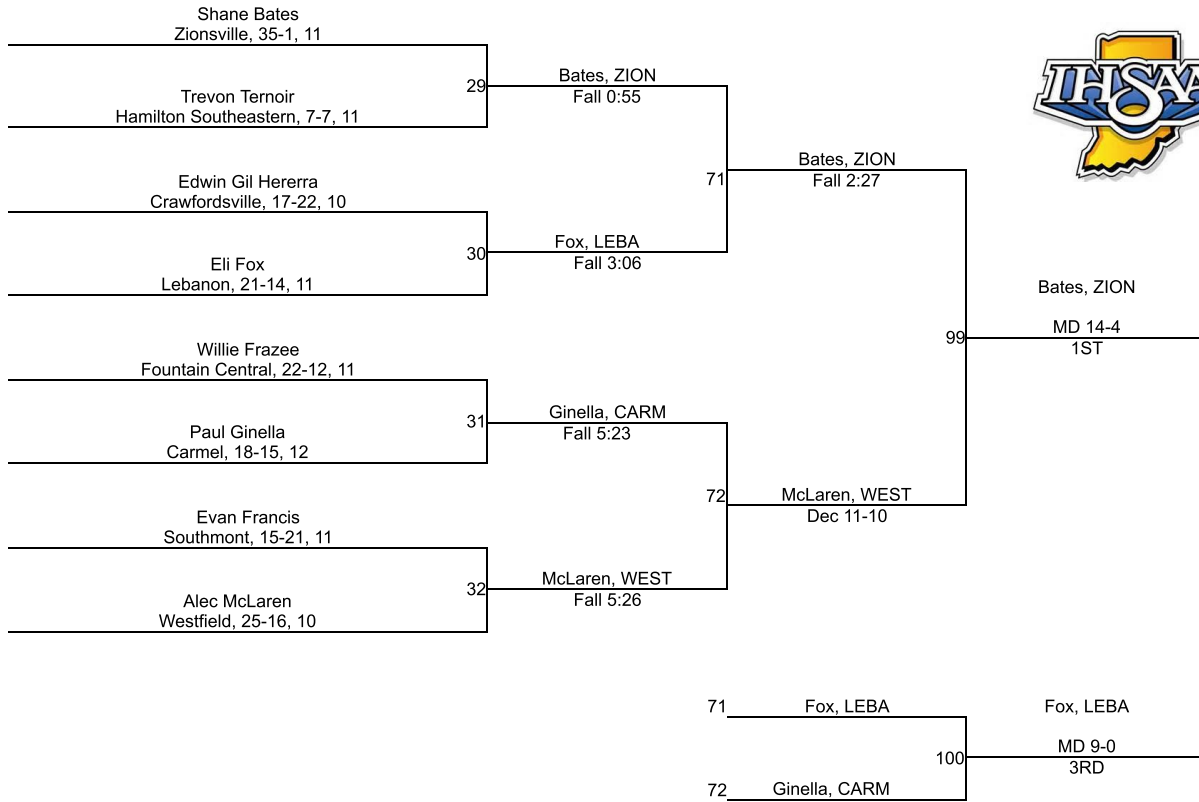 Shane Bates
Zionsville, 35-1, 11
Trevon Ternoir
Hamilton Southeastern, 7-7, 11
Edwin Gil Hererra
Crawfordsville, 17-22, 10
Eli Fox
Lebanon, 21-14, 11
Willie Frazee
Fountain Central, 22-12, 11
Paul Ginella
Carmel, 18-15, 12
Evan Francis
Southmont, 15-21, 11
Alec McLaren
Westfield, 25-16, 10
29
Bates, ZION
Fall 0:55
30
Fox, LEBA
Fall 3:06
31
Ginella, CARM
Fall 5:23
32
McLaren, WEST
Fall 5:26
71
Bates, ZION
Fall 2:27
72
McLaren, WEST
Dec 11-10
99
Bates, ZION
MD 14-4
1ST
71
Fox, LEBA
72
Ginella, CARM
100
Fox, LEBA
MD 9-0
3RD
IHSAA